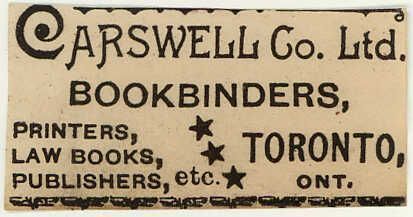 CARSWELL Co. Ltd.
BOOKBINDERS,
PRINTERS,
LAW BOOKS,
PUBLISHERS, etc.
TORONTO,
ONT.